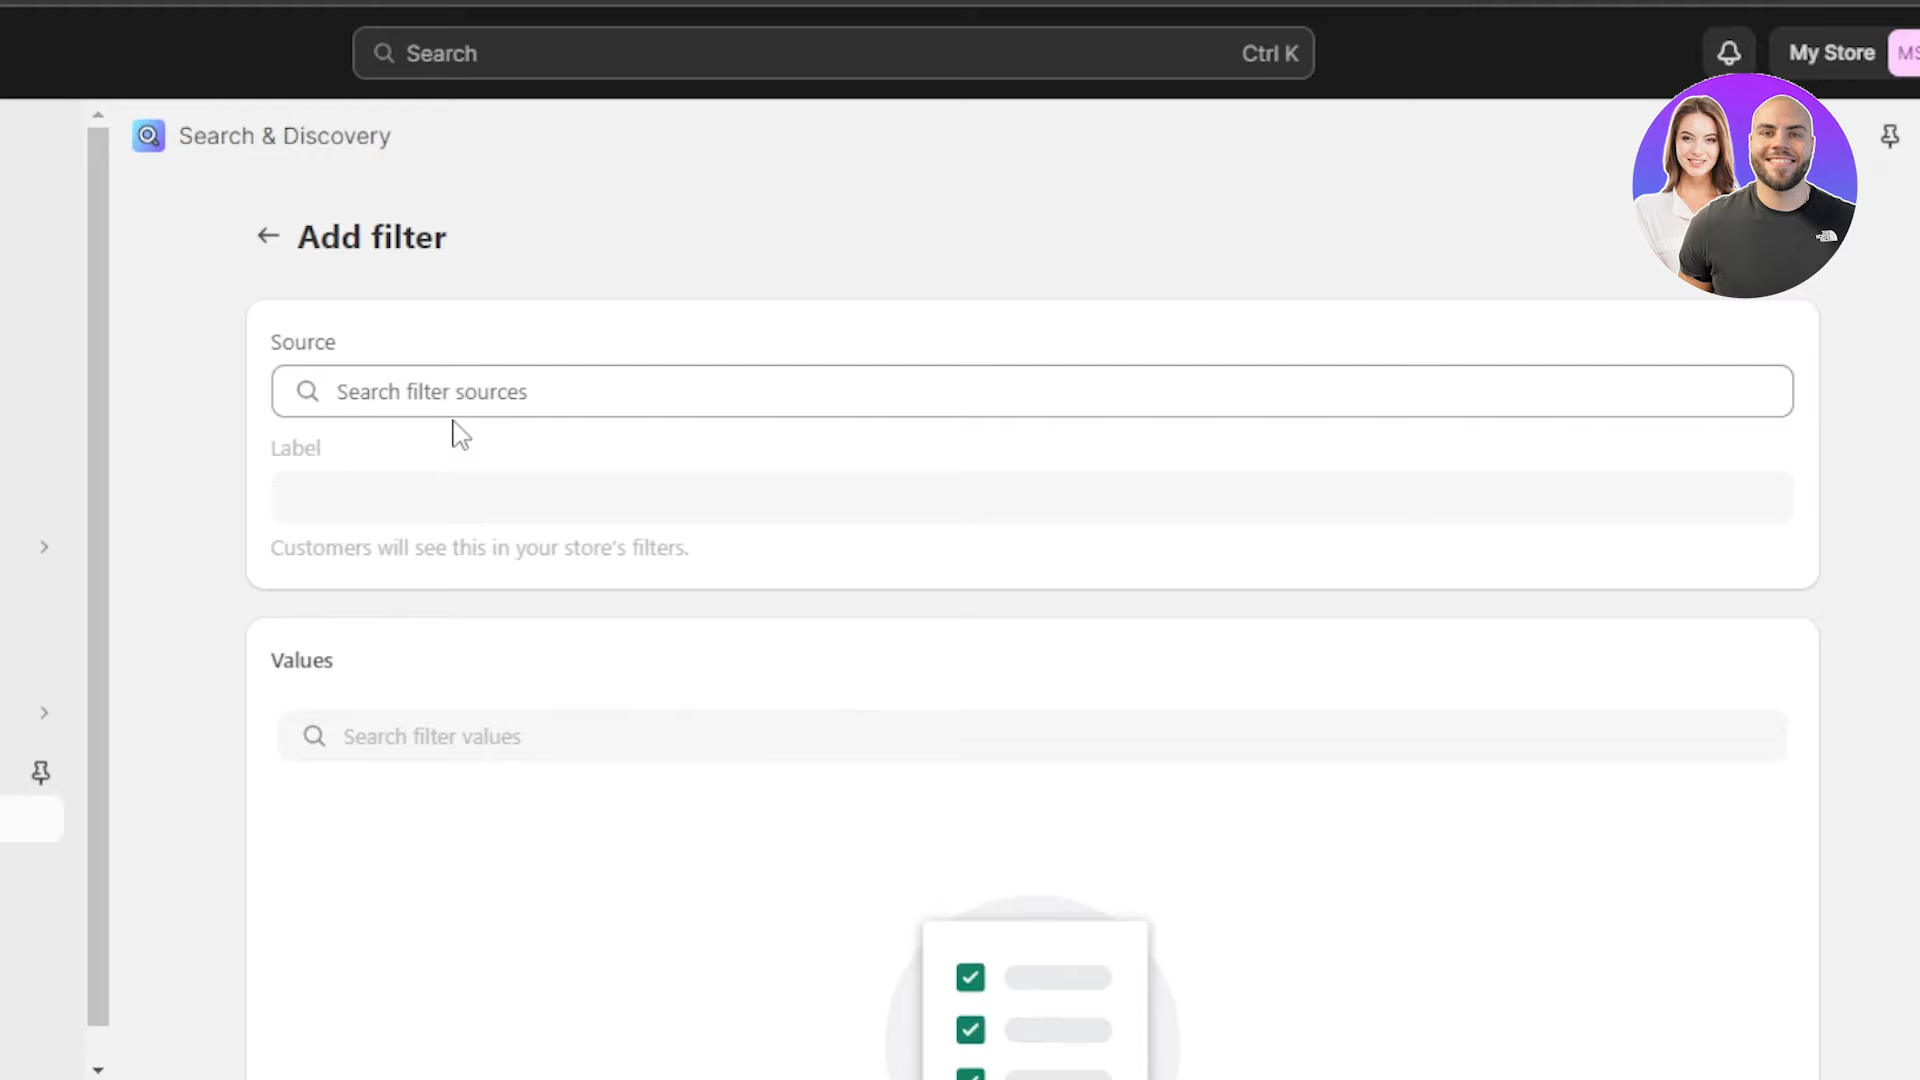 Search
Ctrl K
My Store
MS
Search & Discovery
Add filter
Source
Search filter sources
Label
Customers will see this in your store's filters.
Values
Search filter values